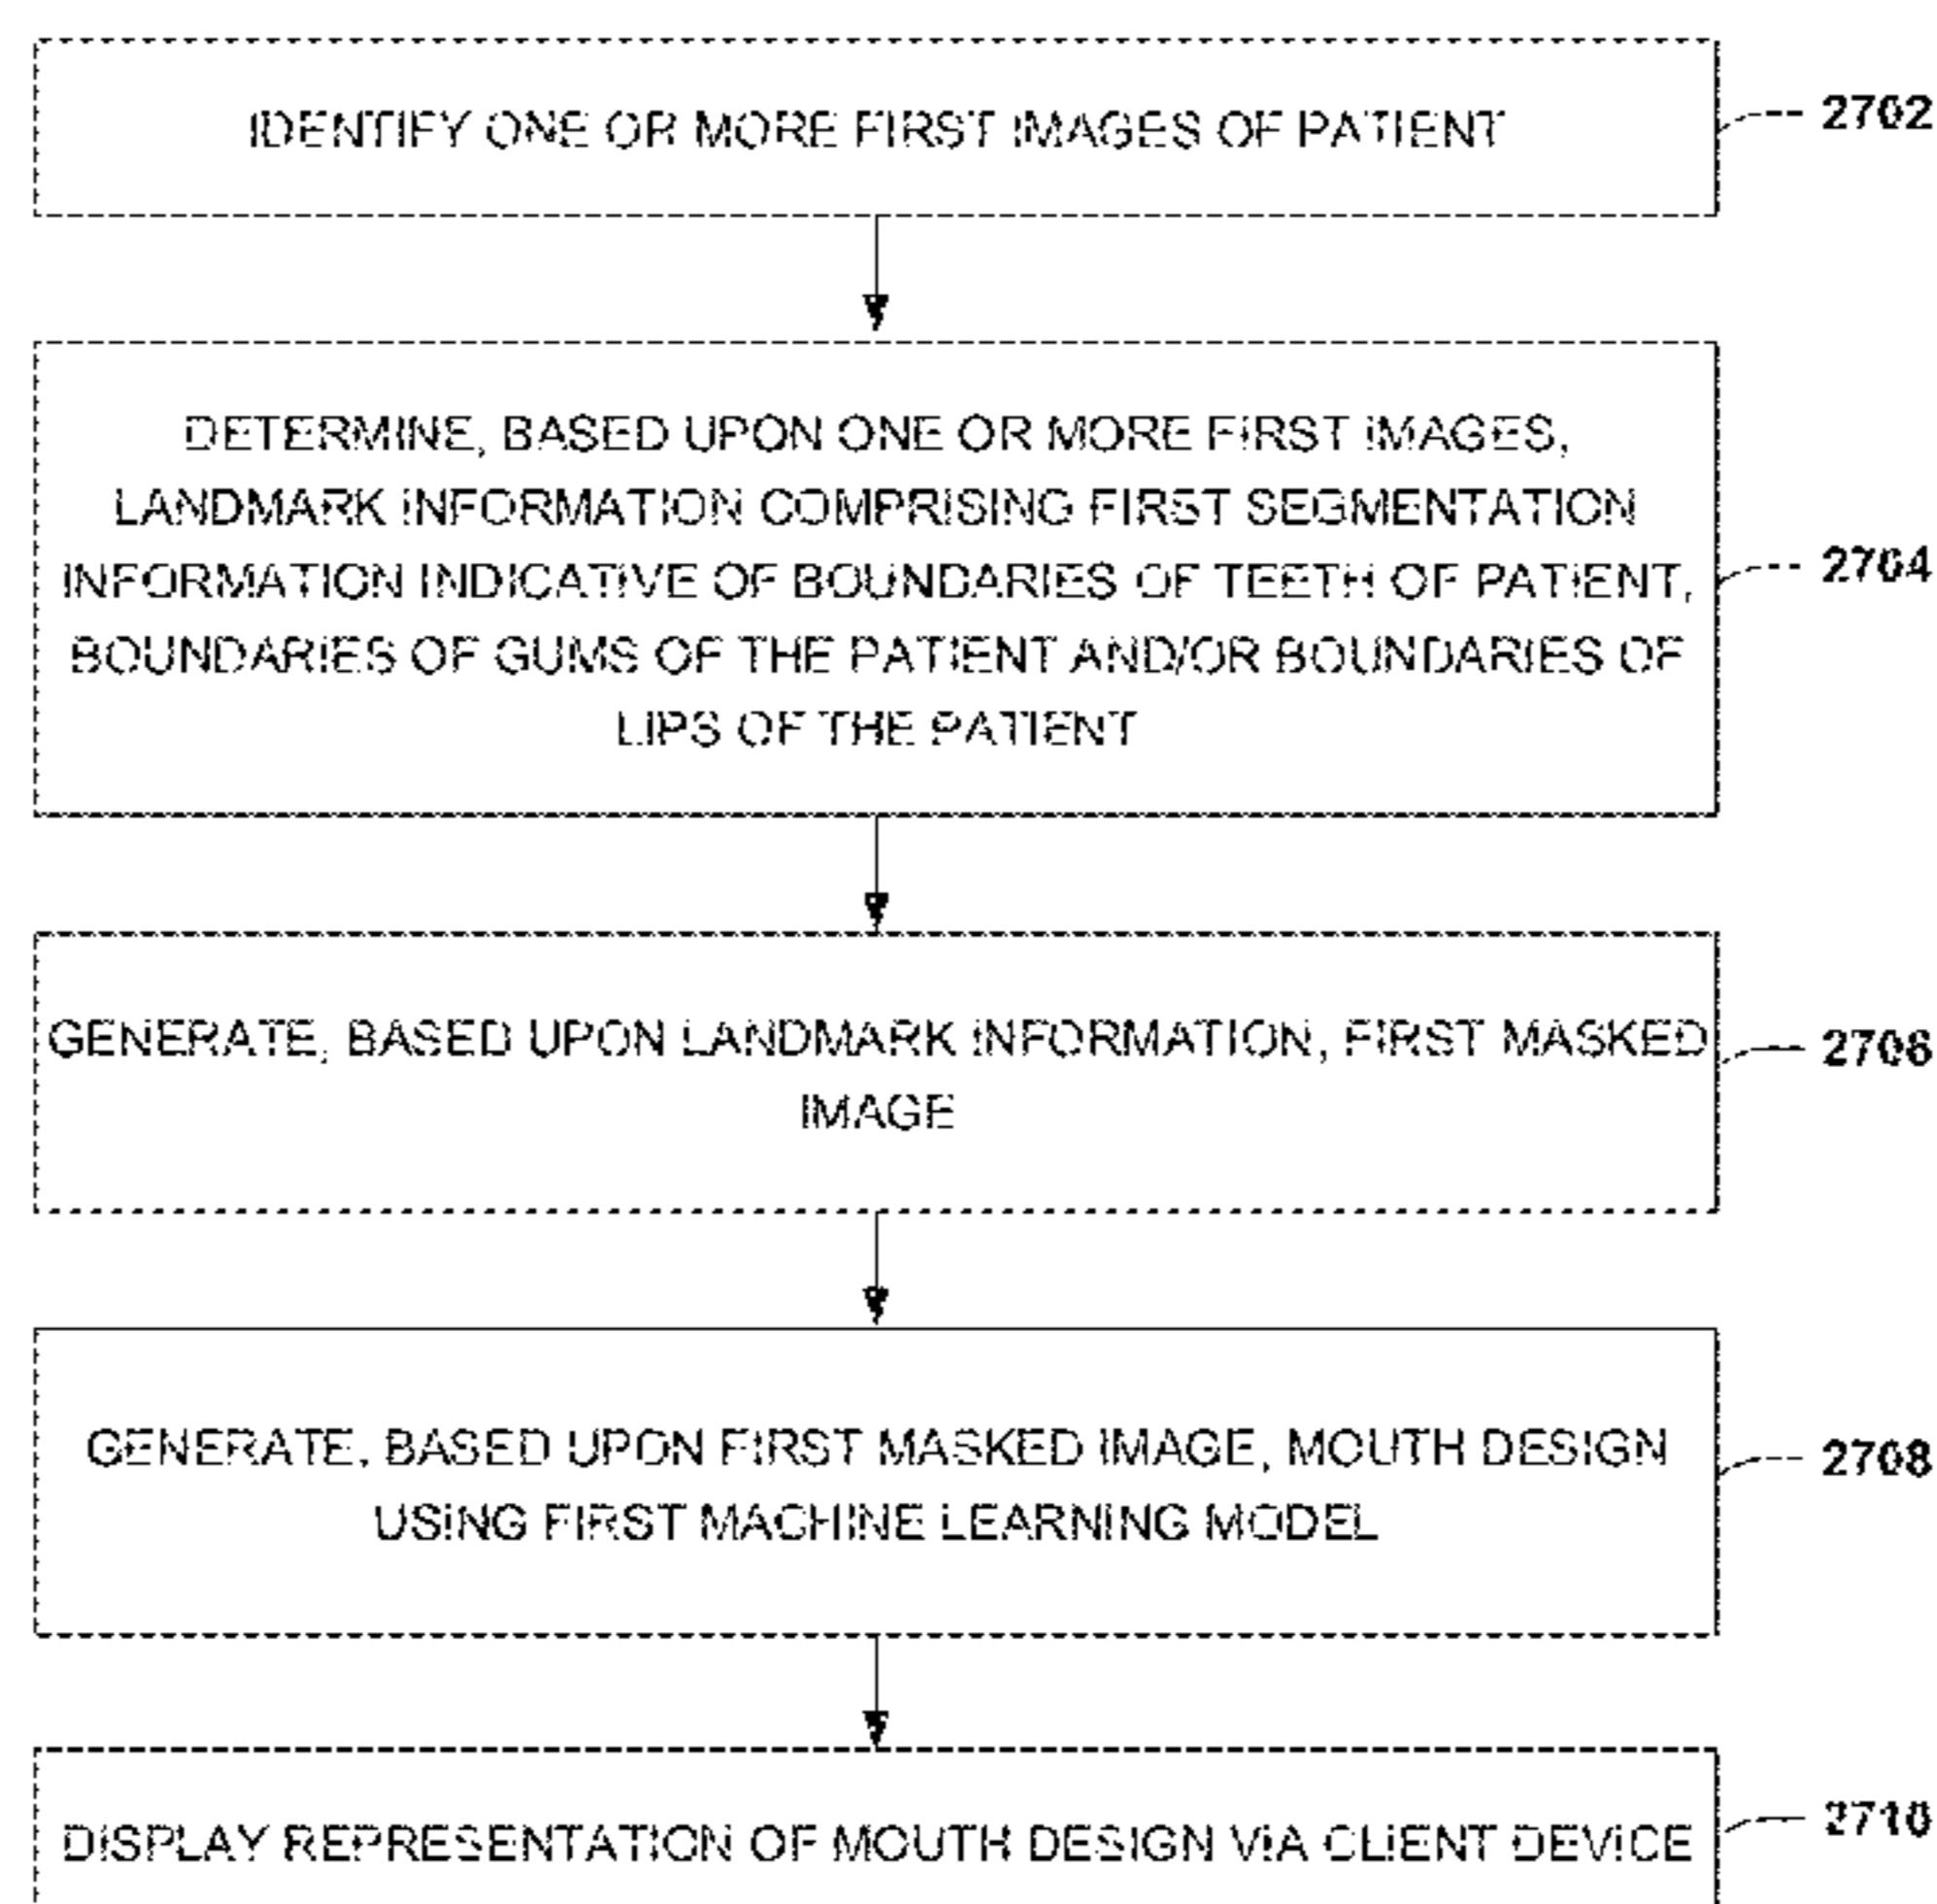 IDENTIFY ONE OR MORE FIRST IMAGES OF PATIENT
2702
DETERMINE, BASED UPON ONE OR MORE FIRST IMAGES,
LANDMARK INFORMATION COMPRISING FIRST SEGMENTATION
INFORMATION INDICATIVE OF BOUNDARIES OF TEETH OF PATIENT,
BOUNDARIES OF GUMS OF THE PATIENT AND/OR BOUNDARIES OF
LIPS OF THE PATIENT
2704
GENERATE, BASED UPON LANDMARK INFORMATION, FIRST MASKED
IMAGE
2706
GENERATE, BASED UPON FIRST MASKED IMAGE, MOUTH DESIGN
USING FIRST MACHINE LEARNING MODEL
2708
DISPLAY REPRESENTATION OF MOUTH DESIGN VIA CLIENT DEVICE
2710